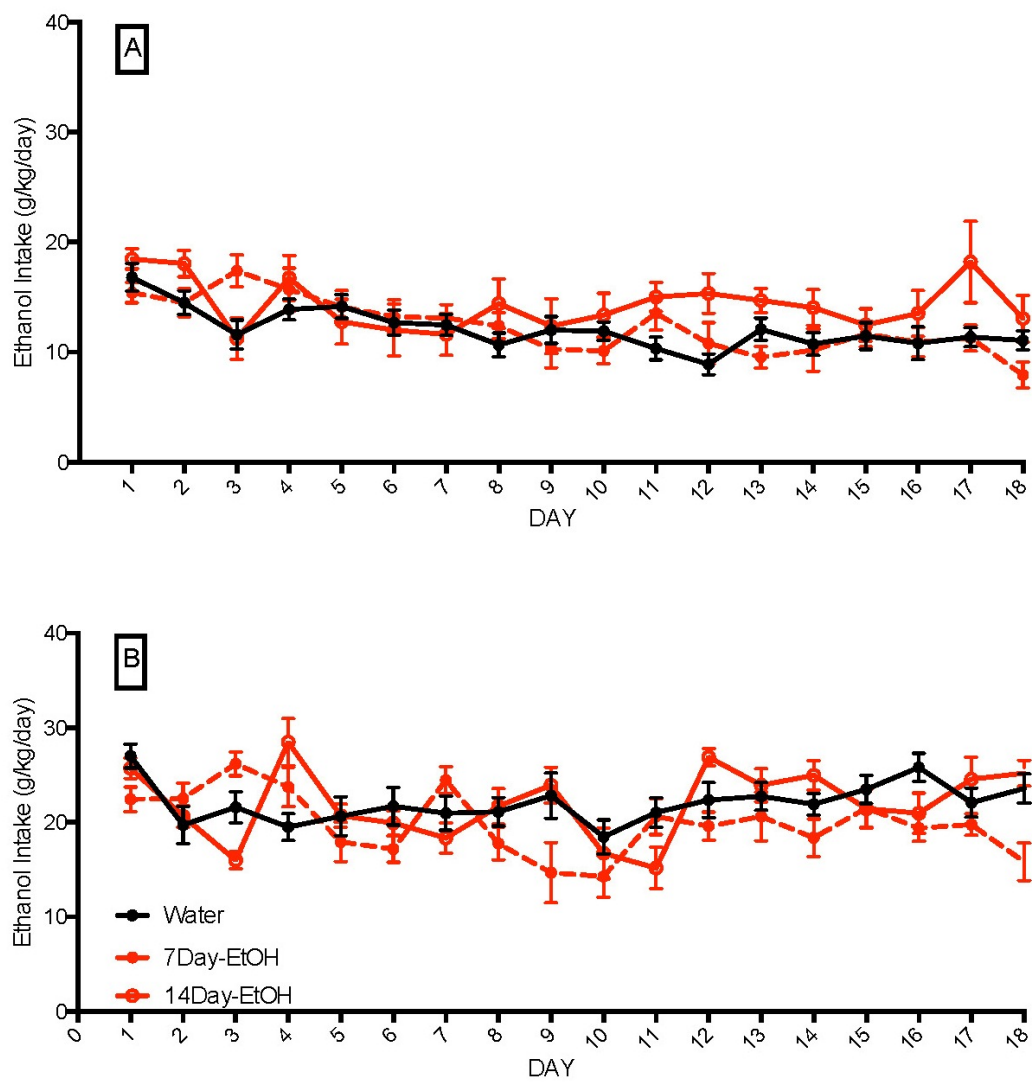 A
Ethanol Intake (g/kg/day)
40
30
20
10
0
1 2 3 4 5 6 7 8 9 10 11 12 13 14 15 16 17 18
DAY
B
Ethanol Intake (g/kg/day)
40
30
20
10
0
Water
7Day-EtOH
14Day-EtOH
0 1 2 3 4 5 6 7 8 9 10 11 12 13 14 15 16 17 18
DAY